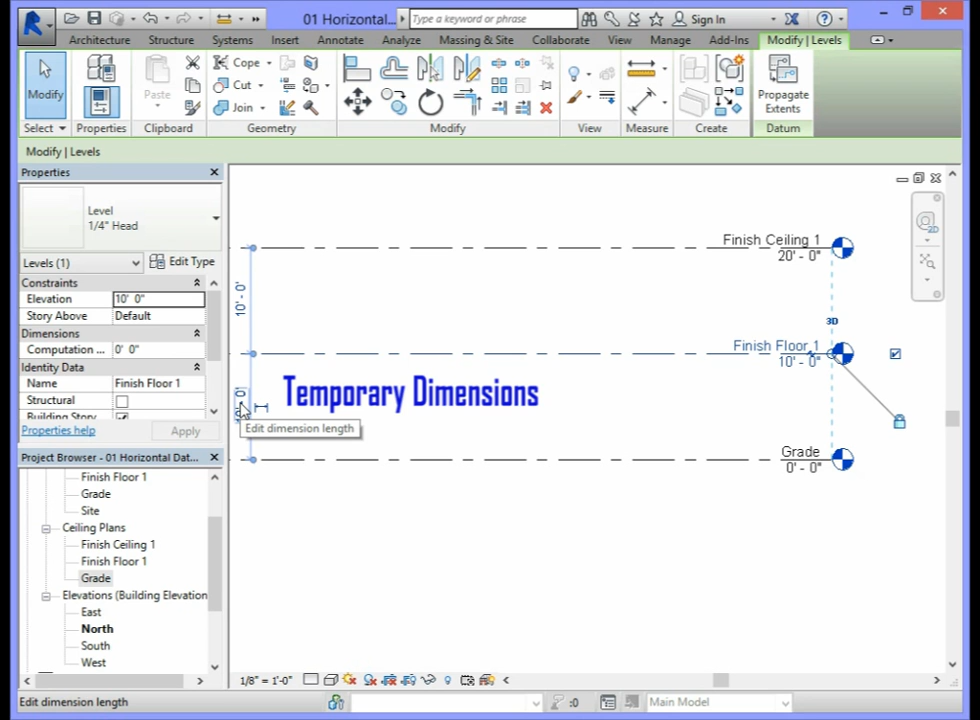 01 Horizontal...
Type a keyword or phrase
Sign In
Architecture
Structure
Systems
Insert
Annotate
Analyze
Massing & Site
Collaborate
View
Manage
Add-Ins
Modify | Levels
Modify
Paste
Cope
Cut
Join
Propagate
Extents
Select
Properties
Clipboard
Geometry
Modify
View
Measure
Create
Datum
Modify | Levels
Properties
Level
1/4" Head
Levels (1)
Edit Type
Constraints
Elevation
10' 0"
Story Above
Default
Dimensions
Computation ...
0' 0"
Identity Data
Name
Finish Floor 1
Structural
Building Story
Properties help
Apply
Project Browser - 01 Horizontal Dat...
Finish Floor 1
Grade
Site
Ceiling Plans
Finish Ceiling 1
Finish Floor 1
Grade
Elevations (Building Elevation
East
North
South
West
Finish Ceiling 1
20' - 0"
10' - 0"
3D
Finish Floor 1
10' - 0"
Temporary Dimensions
Edit dimension length
Grade
0' - 0"
2D
1/8" = 1'-0"
Edit dimension length
:0
Main Model